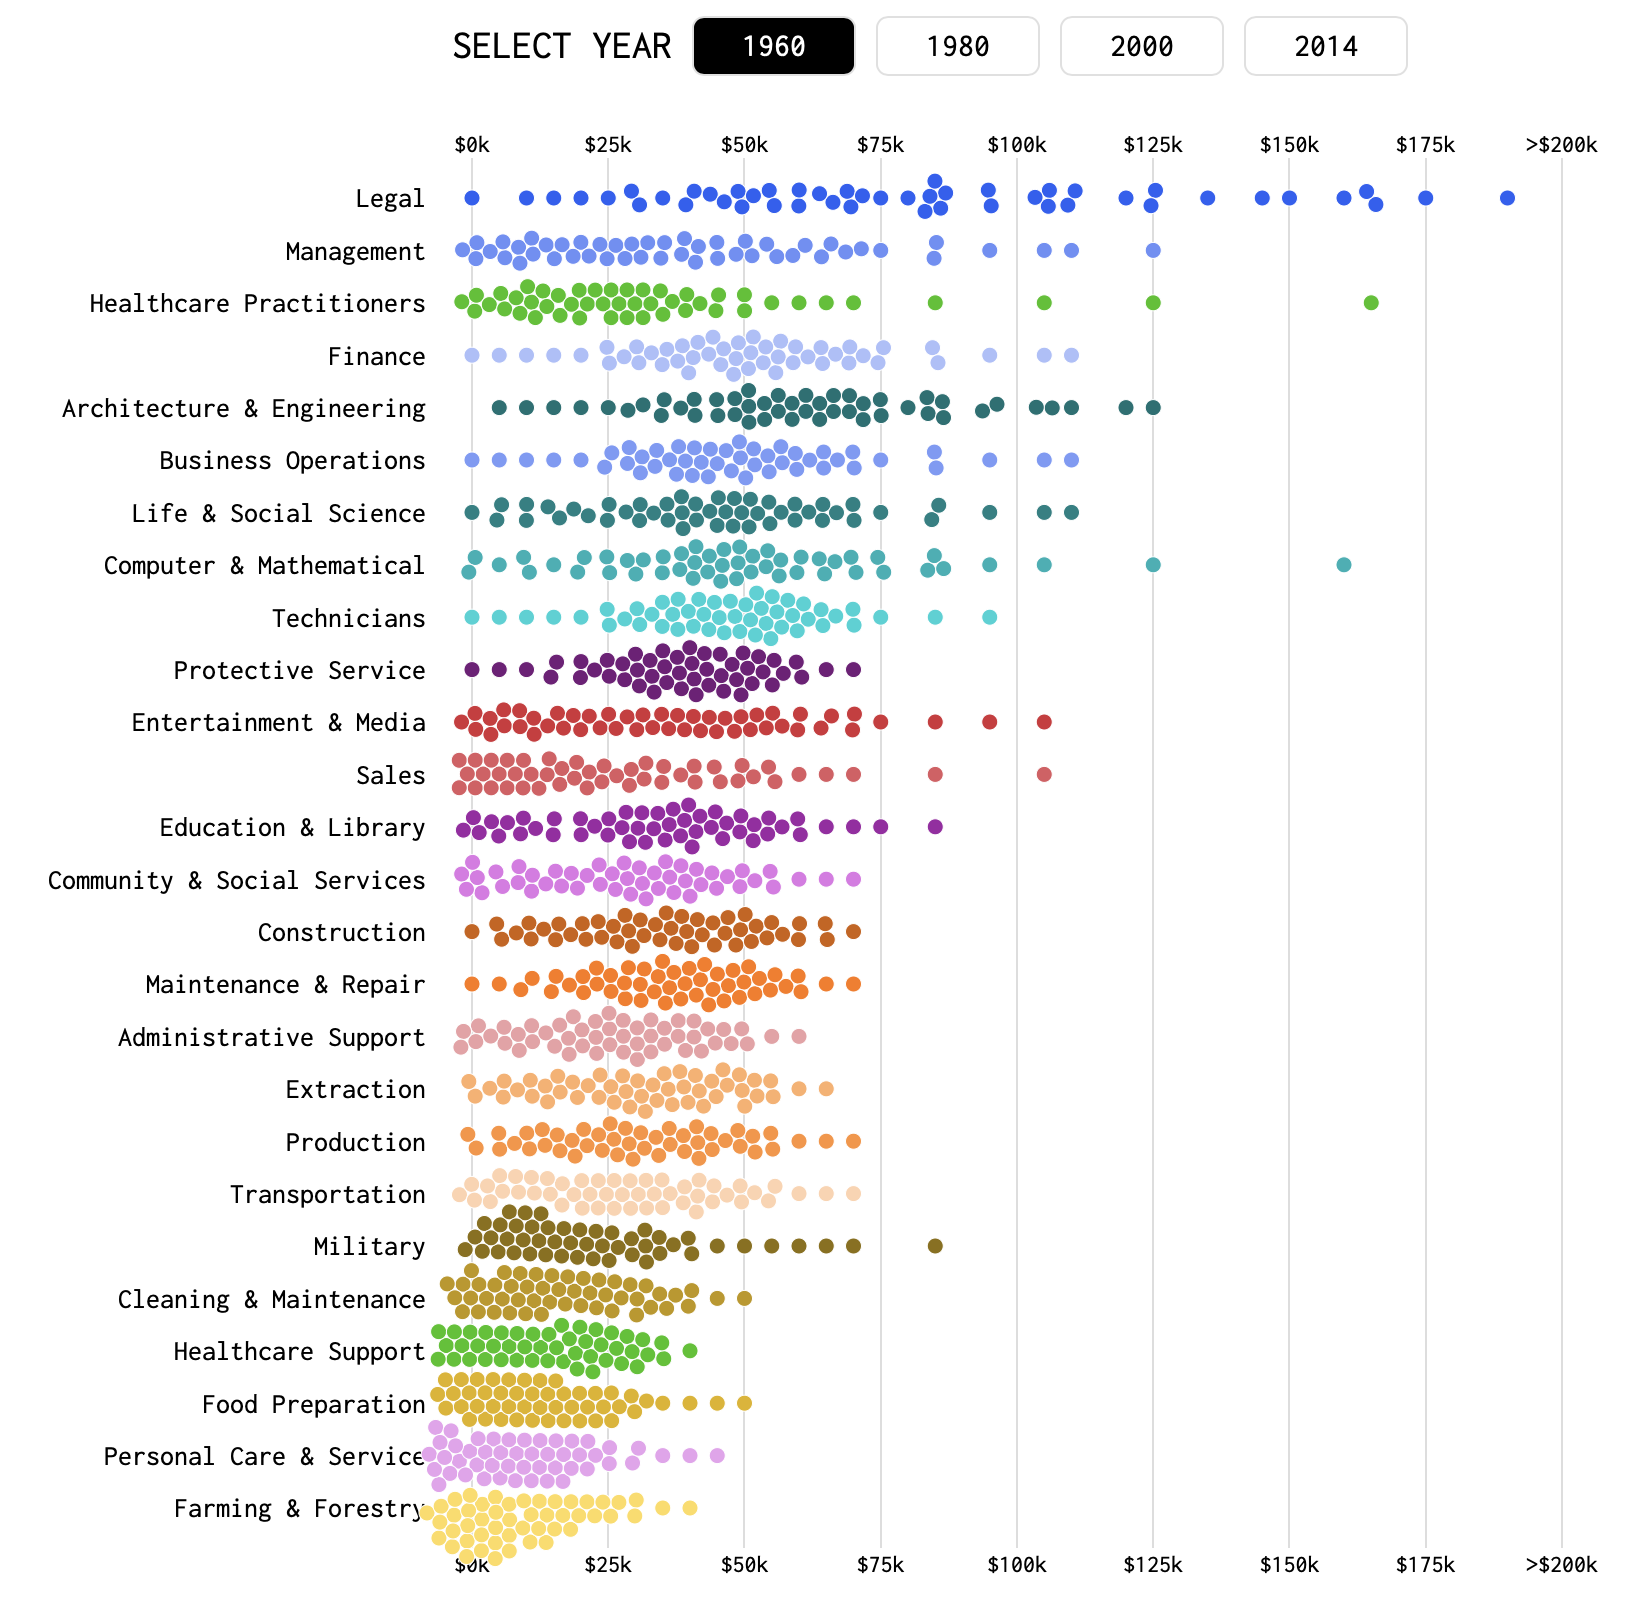 SELECT YEAR 1960 1980 2000 2014
$0k $25k $50k $75k $100k $125k $150k $175k >$200k
Legal
Management
Healthcare Practitioners
Finance
Architecture & Engineering
Business Operations
Life & Social Science
Computer & Mathematical
Technicians
Protective Service
Entertainment & Media
Sales
Education & Library
Community & Social Services
Construction
Maintenance & Repair
Administrative Support
Extraction
Production
Transportation
Military
Cleaning & Maintenance
Healthcare Support
Food Preparation
Personal Care & Service
Farming & Forestry
$0k $25k $50k $75k $100k $125k $150k $175k >$200k